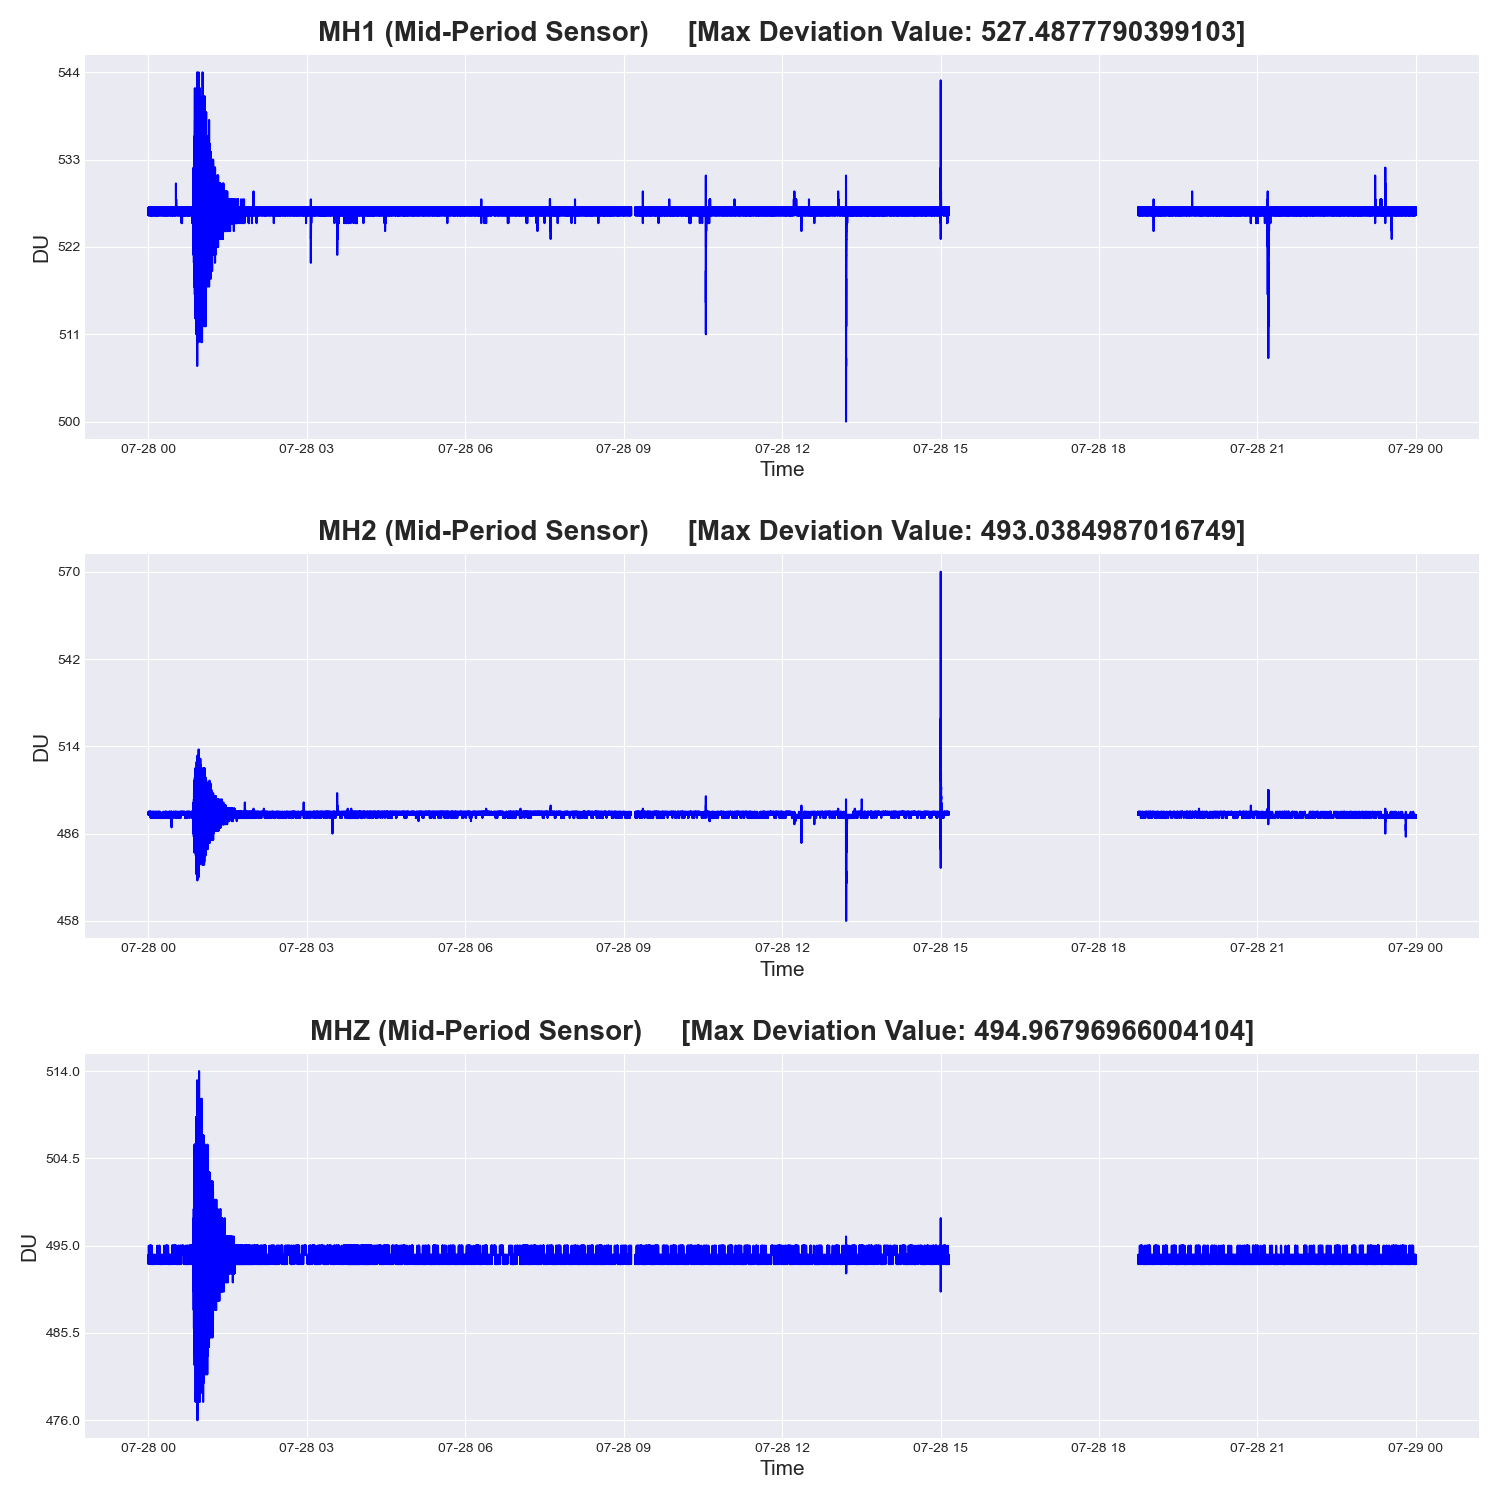 MH1 (Mid-Period Sensor) [Max Deviation Value: 527.4877790399103]
544
533
522
511
500
DU
07-28 00 07-28 03 07-28 06 07-28 09 07-28 12 07-28 15 07-28 18 07-28 21 07-29 00
Time
MH2 (Mid-Period Sensor) [Max Deviation Value: 493.0384987016749]
570
542
514
486
458
DU
07-28 00 07-28 03 07-28 06 07-28 09 07-28 12 07-28 15 07-28 18 07-28 21 07-29 00
Time
MHZ (Mid-Period Sensor) [Max Deviation Value: 494.96796966004104]
514.0
504.5
495.0
485.5
476.0
DU
07-28 00 07-28 03 07-28 06 07-28 09 07-28 12 07-28 15 07-28 18 07-28 21 07-29 00
Time